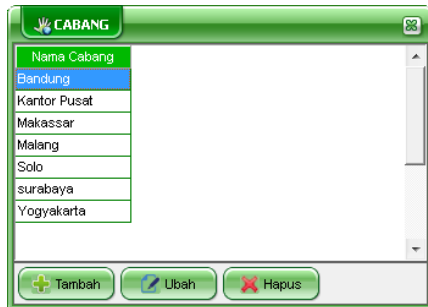 CABANG
Nama Cabang
Bandung
Kantor Pusat
Makassar
Malang
Solo
surabaya
Yogyakarta
Tambah Ubah Hapus